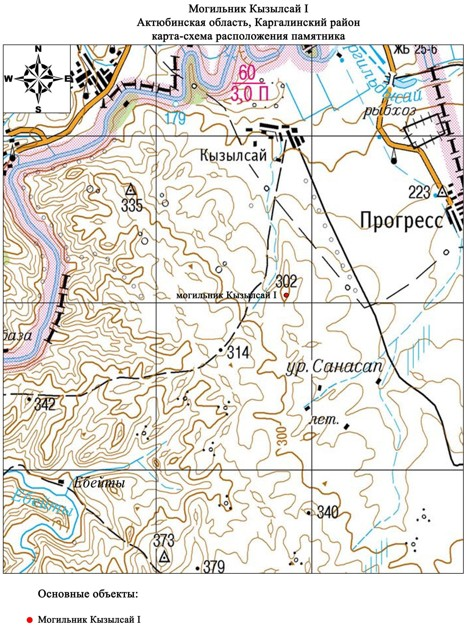 Могильник Кызылсай I
Актюбинская область, Каргалинский район
карта-схема расположения памятника
N
W E
S
60
3,0 П
ЖБ 25-6
179
рыбхоз
Кызылсай
335
223
Прогресс
302
могильник Кызылсай I
база
314
ур. Санасап
342
лет.
300
Ебейты
340
373
379
Основные объекты:
Могильник Кызылсай I